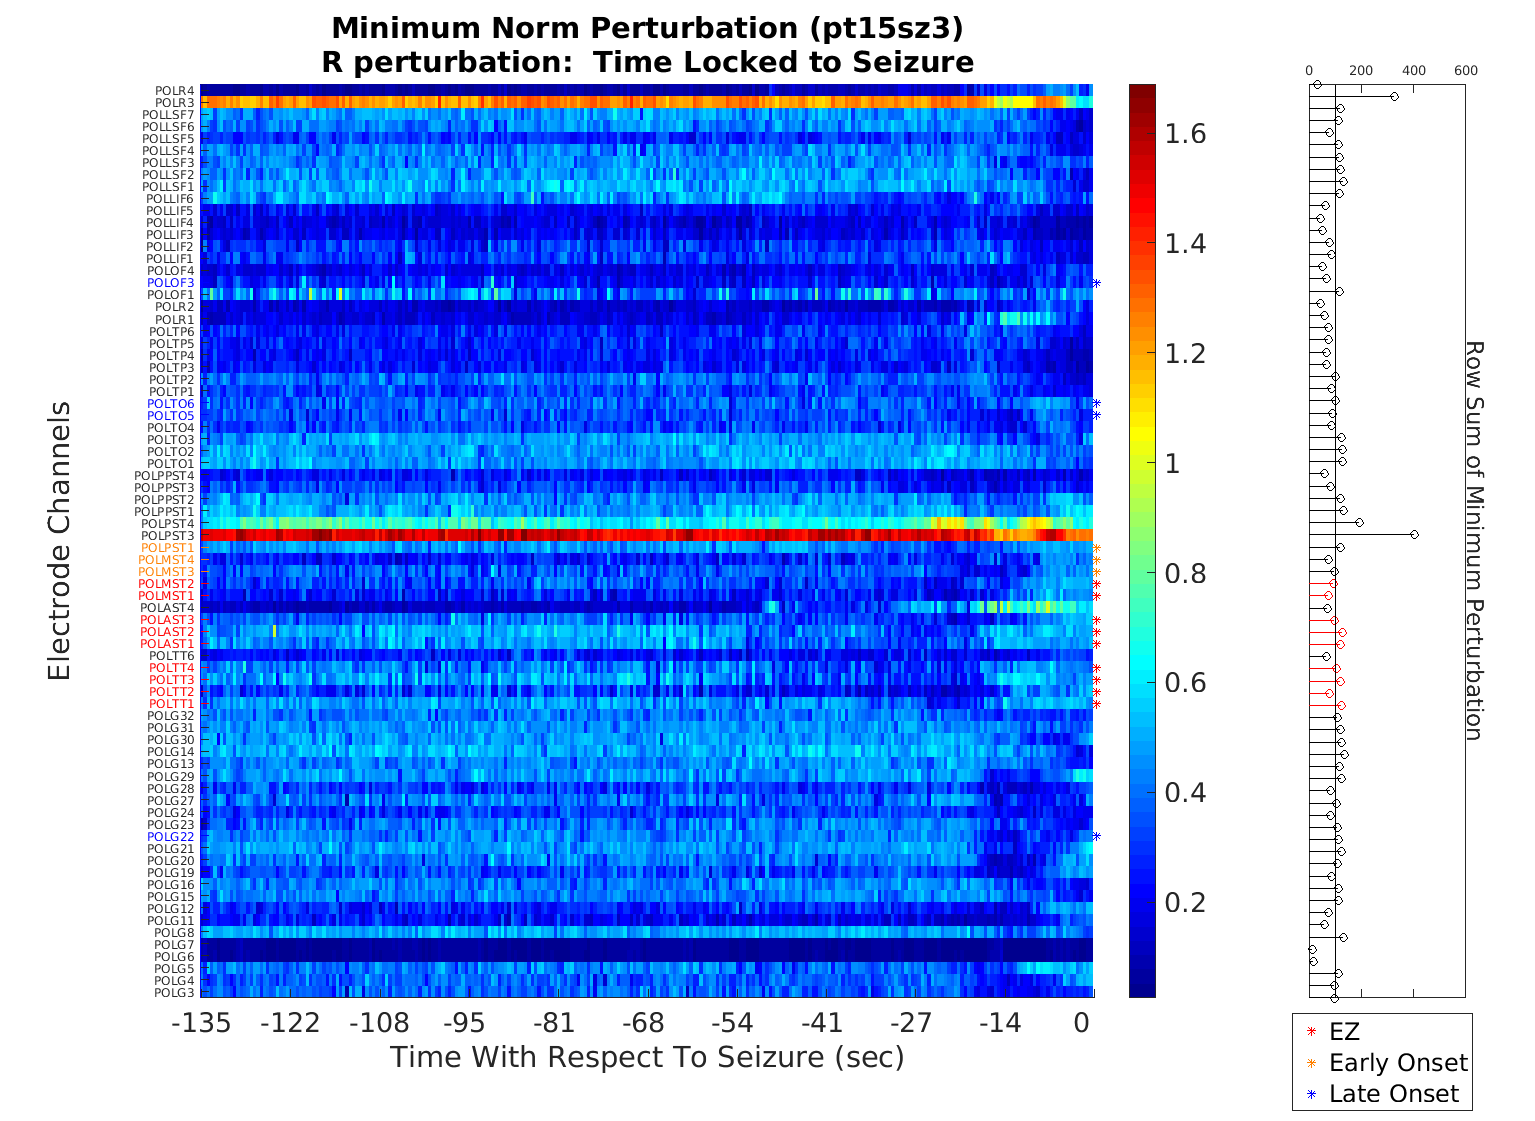 Minimum Norm Perturbation (pt15sz3)
R perturbation:  Time Locked to Seizure
Electrode Channels
POLR4
POLR3
POLLSF7
POLLSF6
POLLSF5
POLLSF4
POLLSF3
POLLSF2
POLLSF1
POLLIF6
POLLIF5
POLLIF4
POLLIF3
POLLIF2
POLLIF1
POLOF4
POLOF3
POLOF1
POLR2
POLR1
POLTP6
POLTP5
POLTP4
POLTP3
POLTP2
POLTP1
POLTO6
POLTO5
POLTO4
POLTO3
POLTO2
POLTO1
POLPPST4
POLPPST3
POLPPST2
POLPPST1
POLPST4
POLPST3
POLPST1
POLMST4
POLMST3
POLMST2
POLMST1
POLAST4
POLAST3
POLAST2
POLAST1
POLTT6
POLTT4
POLTT3
POLTT2
POLTT1
POLG32
POLG31
POLG30
POLG14
POLG13
POLG29
POLG28
POLG27
POLG24
POLG23
POLG22
POLG21
POLG20
POLG19
POLG16
POLG15
POLG12
POLG11
POLG8
POLG7
POLG6
POLG5
POLG4
POLG3
-135 -122 -108 -95 -81 -68 -54 -41 -27 -14 0
Time With Respect To Seizure (sec)
1.6
1.4
1.2
1
0.8
0.6
0.4
0.2
0 200 400 600
Row Sum of Minimum Perturbation
EZ
Early Onset
Late Onset